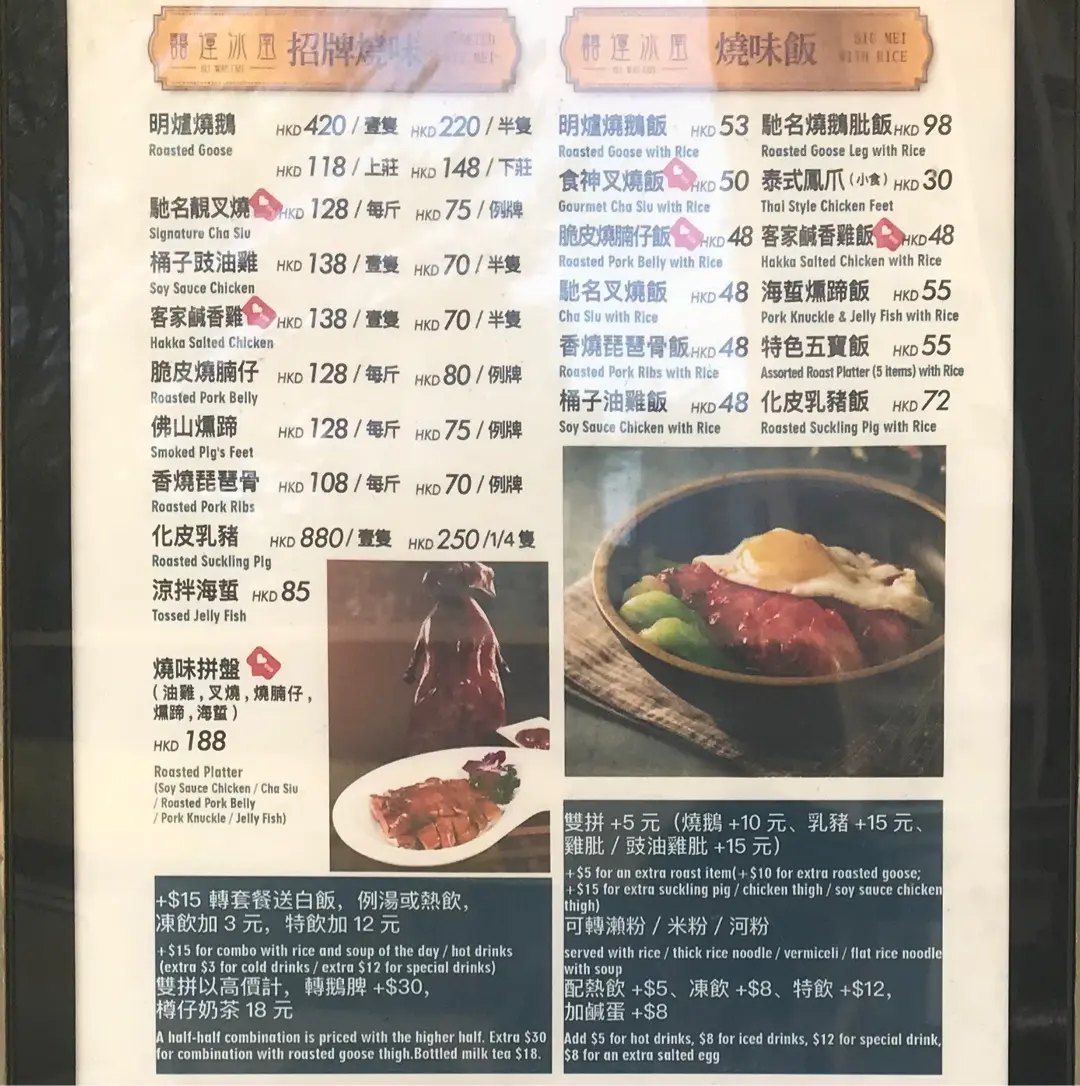 囍運冰室 招牌燒味
明爐燒鵝 HKD 420 / 壹隻 HKD 220 / 半隻
Roasted Goose
HKD 118 / 上莊 HKD 148 / 下莊
馳名靚叉燒 HKD 128 / 每斤 HKD 75 / 例牌
Signature Cha Siu
桶子豉油雞 HKD 138 / 壹隻 HKD 70 / 半隻
Soy Sauce Chicken
客家鹹香雞 HKD 138 / 壹隻 HKD 70 / 半隻
Hakka Salted Chicken
脆皮燒腩仔 HKD 128 / 每斤 HKD 80 / 例牌
Roasted Pork Belly
佛山燻蹄 HKD 128 / 每斤 HKD 75 / 例牌
Smoked Pig's Feet
香燒琵琶骨 HKD 108 / 每斤 HKD 70 / 例牌
Roasted Pork Ribs
化皮乳豬 HKD 880 / 壹隻 HKD 250 /1/4 隻
Roasted Suckling Pig
涼拌海蜇 HKD 85
Tossed Jelly Fish
燒味拼盤
( 油雞 , 叉燒 , 燒腩仔 ,
燻蹄 , 海蜇 )
HKD 188
Roasted Platter
(Soy Sauce Chicken / Cha Siu
/ Roasted Pork Belly
/ Pork Knuckle / Jelly Fish)
+$15 轉套餐送白飯，例湯或熱飲，
凍飲加 3 元，特飲加 12 元
+$15 for combo with rice and soup of the day / hot drinks
(extra $3 for cold drinks / extra $12 for special drinks)
雙拼以高價計，轉鵝脾 +$30，
樽仔奶茶 18 元
A half-half combination is priced with the higher half. Extra $30
for combination with roasted goose thigh.Bottled milk tea $18.
囍運冰室 燒味飯 SIU MEI
WITH RICE
明爐燒鵝飯 HKD 53 馳名燒鵝肶飯 HKD 98
Roasted Goose with Rice Roasted Goose Leg with Rice
食神叉燒飯 HKD 50 泰式鳳爪 (小食) HKD 30
Gourmet Cha Siu with Rice Thai Style Chicken Feet
脆皮燒腩仔飯 HKD 48 客家鹹香雞飯 HKD 48
Roasted Pork Belly with Rice Hakka Salted Chicken with Rice
馳名叉燒飯 HKD 48 海蜇燻蹄飯 HKD 55
Cha Siu with Rice Pork Knuckle & Jelly Fish with Rice
香燒琵琶骨飯 HKD 48 特色五寶飯 HKD 55
Roasted Pork Ribs with Rice Assorted Roast Platter (5 items) with Rice
桶子油雞飯 HKD 48 化皮乳豬飯 HKD 72
Soy Sauce Chicken with Rice Roasted Suckling Pig with Rice
雙拼 +5 元（燒鵝 +10 元、乳豬 +15 元、
雞肶 / 豉油雞肶 +15 元）
+$5 for an extra roast item(+$10 for extra roasted goose;
+$15 for extra suckling pig / chicken thigh / soy sauce chicken
thigh)
可轉瀨粉 / 米粉 / 河粉
served with rice / thick rice noodle / vermiceli / flat rice noodle
with soup
配熱飲 +$5、凍飲 +$8、特飲 +$12，
加鹹蛋 +$8
Add $5 for hot drinks, $8 for iced drinks, $12 for special drink,
$8 for an extra salted egg